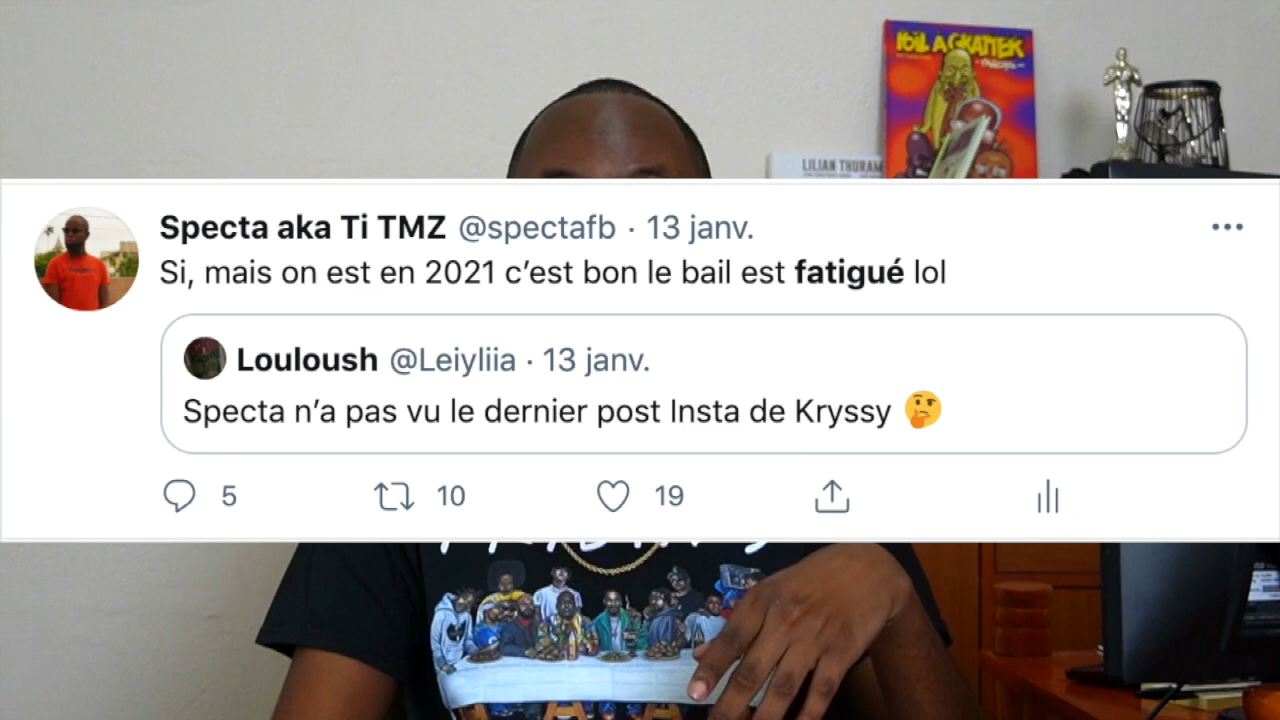 POIL À GRATTER
LILIAN THURAM
Specta aka Ti TMZ @spectafb · 13 janv.
Si, mais on est en 2021 c’est bon le bail est fatigué lol
Louloush @Leiyliia · 13 janv.
Specta n’a pas vu le dernier post Insta de Kryssy 🤔
5 10 19